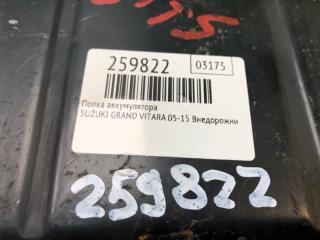 259822 03175
Полка аккумулятора
SUZUKI GRAND VITARA 05-15 Внедорожни
259822